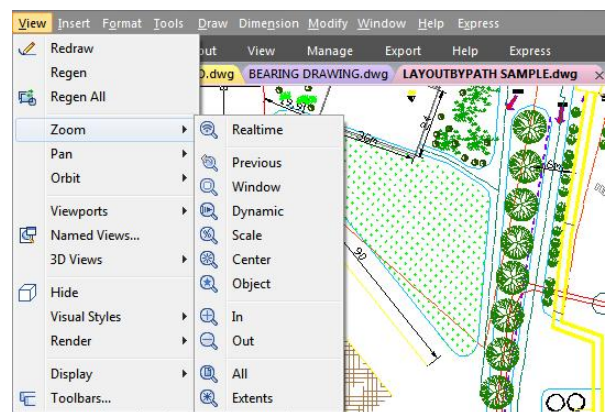 View Insert Format Tools Draw Dimension Modify Window Help Express
out View Manage Export Help Express
O.dwg BEARING DRAWING.dwg LAYOUTBYPATH SAMPLE.dwg
Redraw
Regen
Regen All
Zoom
Pan
Orbit
Viewports
Named Views...
3D Views
Hide
Visual Styles
Render
Display
Toolbars...
Realtime
Previous
Window
Dynamic
Scale
Center
Object
In
Out
All
Extents
90